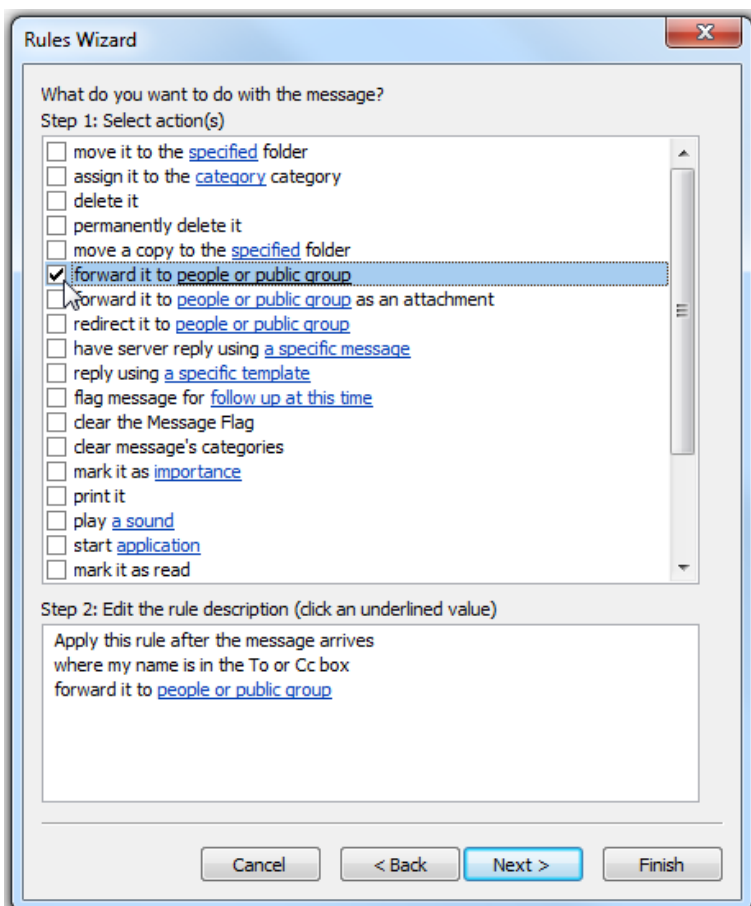 Rules Wizard
What do you want to do with the message?
Step 1: Select action(s)
move it to the specified folder
assign it to the category category
delete it
permanently delete it
move a copy to the specified folder
forward it to people or public group
forward it to people or public group as an attachment
redirect it to people or public group
have server reply using a specific message
reply using a specific template
flag message for follow up at this time
clear the Message Flag
clear message's categories
mark it as importance
print it
play a sound
start application
mark it as read
Step 2: Edit the rule description (click an underlined value)
Apply this rule after the message arrives
where my name is in the To or Cc box
forward it to people or public group
Cancel < Back Next > Finish